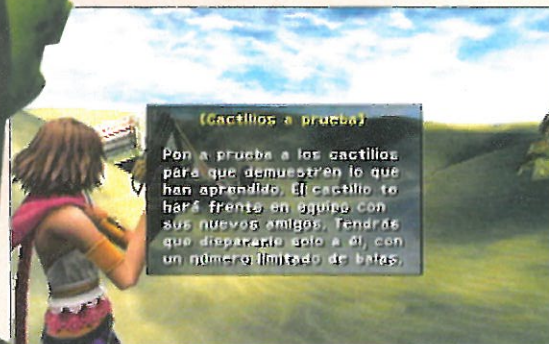 [Cactilios a prueba]
Pon a prueba a los cactilios
para que demuestren lo que
han aprendido. El cactilio te
hará frente en equipo con
sus nuevos amigos. Tendrás
que dispararle solo a él, con
un número limitado de balas.